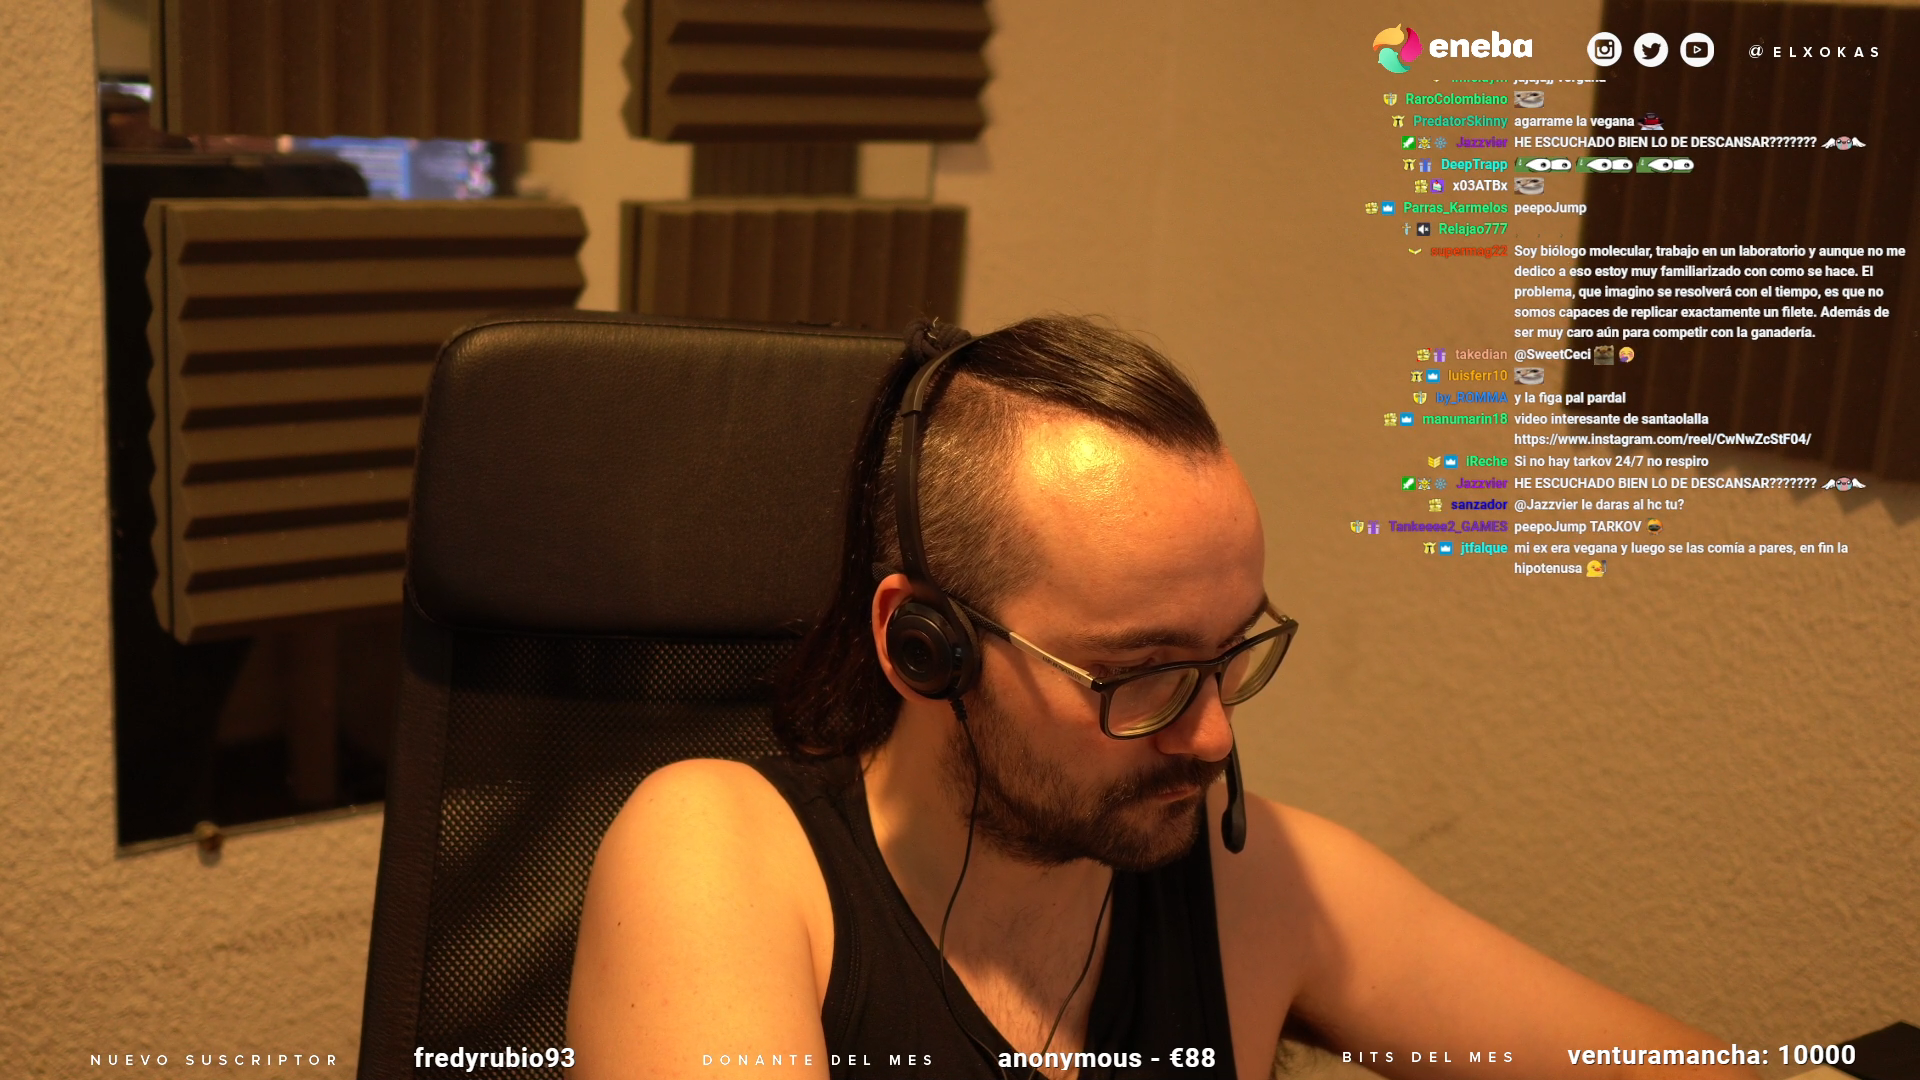 eneba
@ELXOKAS
RaroColombiano
PredatorSkinny agarrame la vegana
Jazzvier HE ESCUCHADO BIEN LO DE DESCANSAR???????
DeepTrapp
x03ATBx
Parras_Karmelos peepoJump
Relajao777
supermag22 Soy biólogo molecular, trabajo en un laboratorio y aunque no me
dedico a eso estoy muy familiarizado con como se hace. El
problema, que imagino se resolverá con el tiempo, es que no
somos capaces de replicar exactamente un filete. Además de
ser muy caro aún para competir con la ganadería.
takedian @SweetCeci
luisferr10
by_ROMMA y la figa pal pardal
manumarin18 video interesante de santaolalla
https://www.instagram.com/reel/CwNwZcStF04/
iReche Si no hay tarkov 24/7 no respiro
Jazzvier HE ESCUCHADO BIEN LO DE DESCANSAR???????
sanzador @Jazzvier le daras al hc tu?
Tankeeee2_GAMES peepoJump TARKOV
jtfalque mi ex era vegana y luego se las comía a pares, en fin la
hipotenusa
NUEVO SUSCRIPTOR fredyrubio93 DONANTE DEL MES anonymous - €88 BITS DEL MES venturamancha: 10000